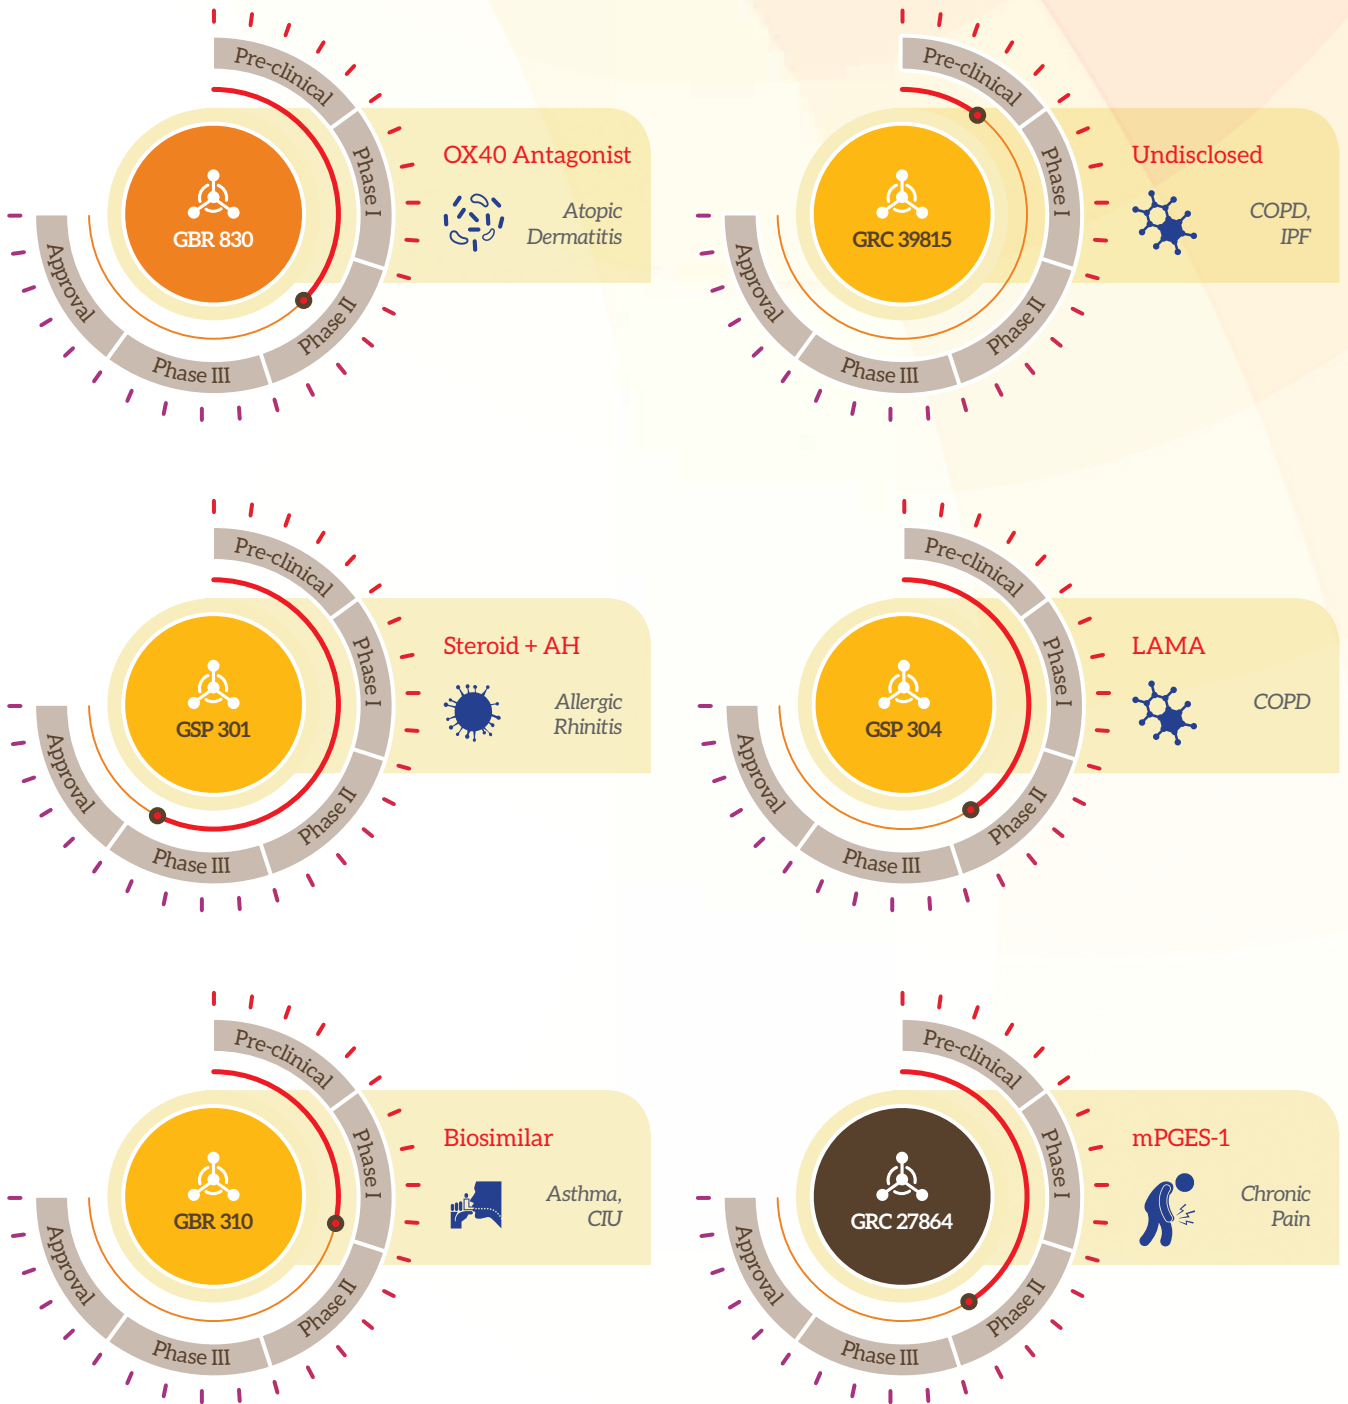 Pre-clinical
Phase I
Phase II
Phase III
Approval
GBR 830
OX40 Antagonist
Atopic
Dermatitis
Pre-clinical
Phase I
Phase II
Phase III
Approval
GRC 39815
Undisclosed
COPD,
IPF
Pre-clinical
Phase I
Phase II
Phase III
Approval
GSP 301
Steroid + AH
Allergic
Rhinitis
Pre-clinical
Phase I
Phase II
Phase III
Approval
GSP 304
LAMA
COPD
Pre-clinical
Phase I
Phase II
Phase III
Approval
GBR 310
Biosimilar
Asthma,
CIU
Pre-clinical
Phase I
Phase II
Phase III
Approval
GRC 27864
mPGES-1
Chronic
Pain